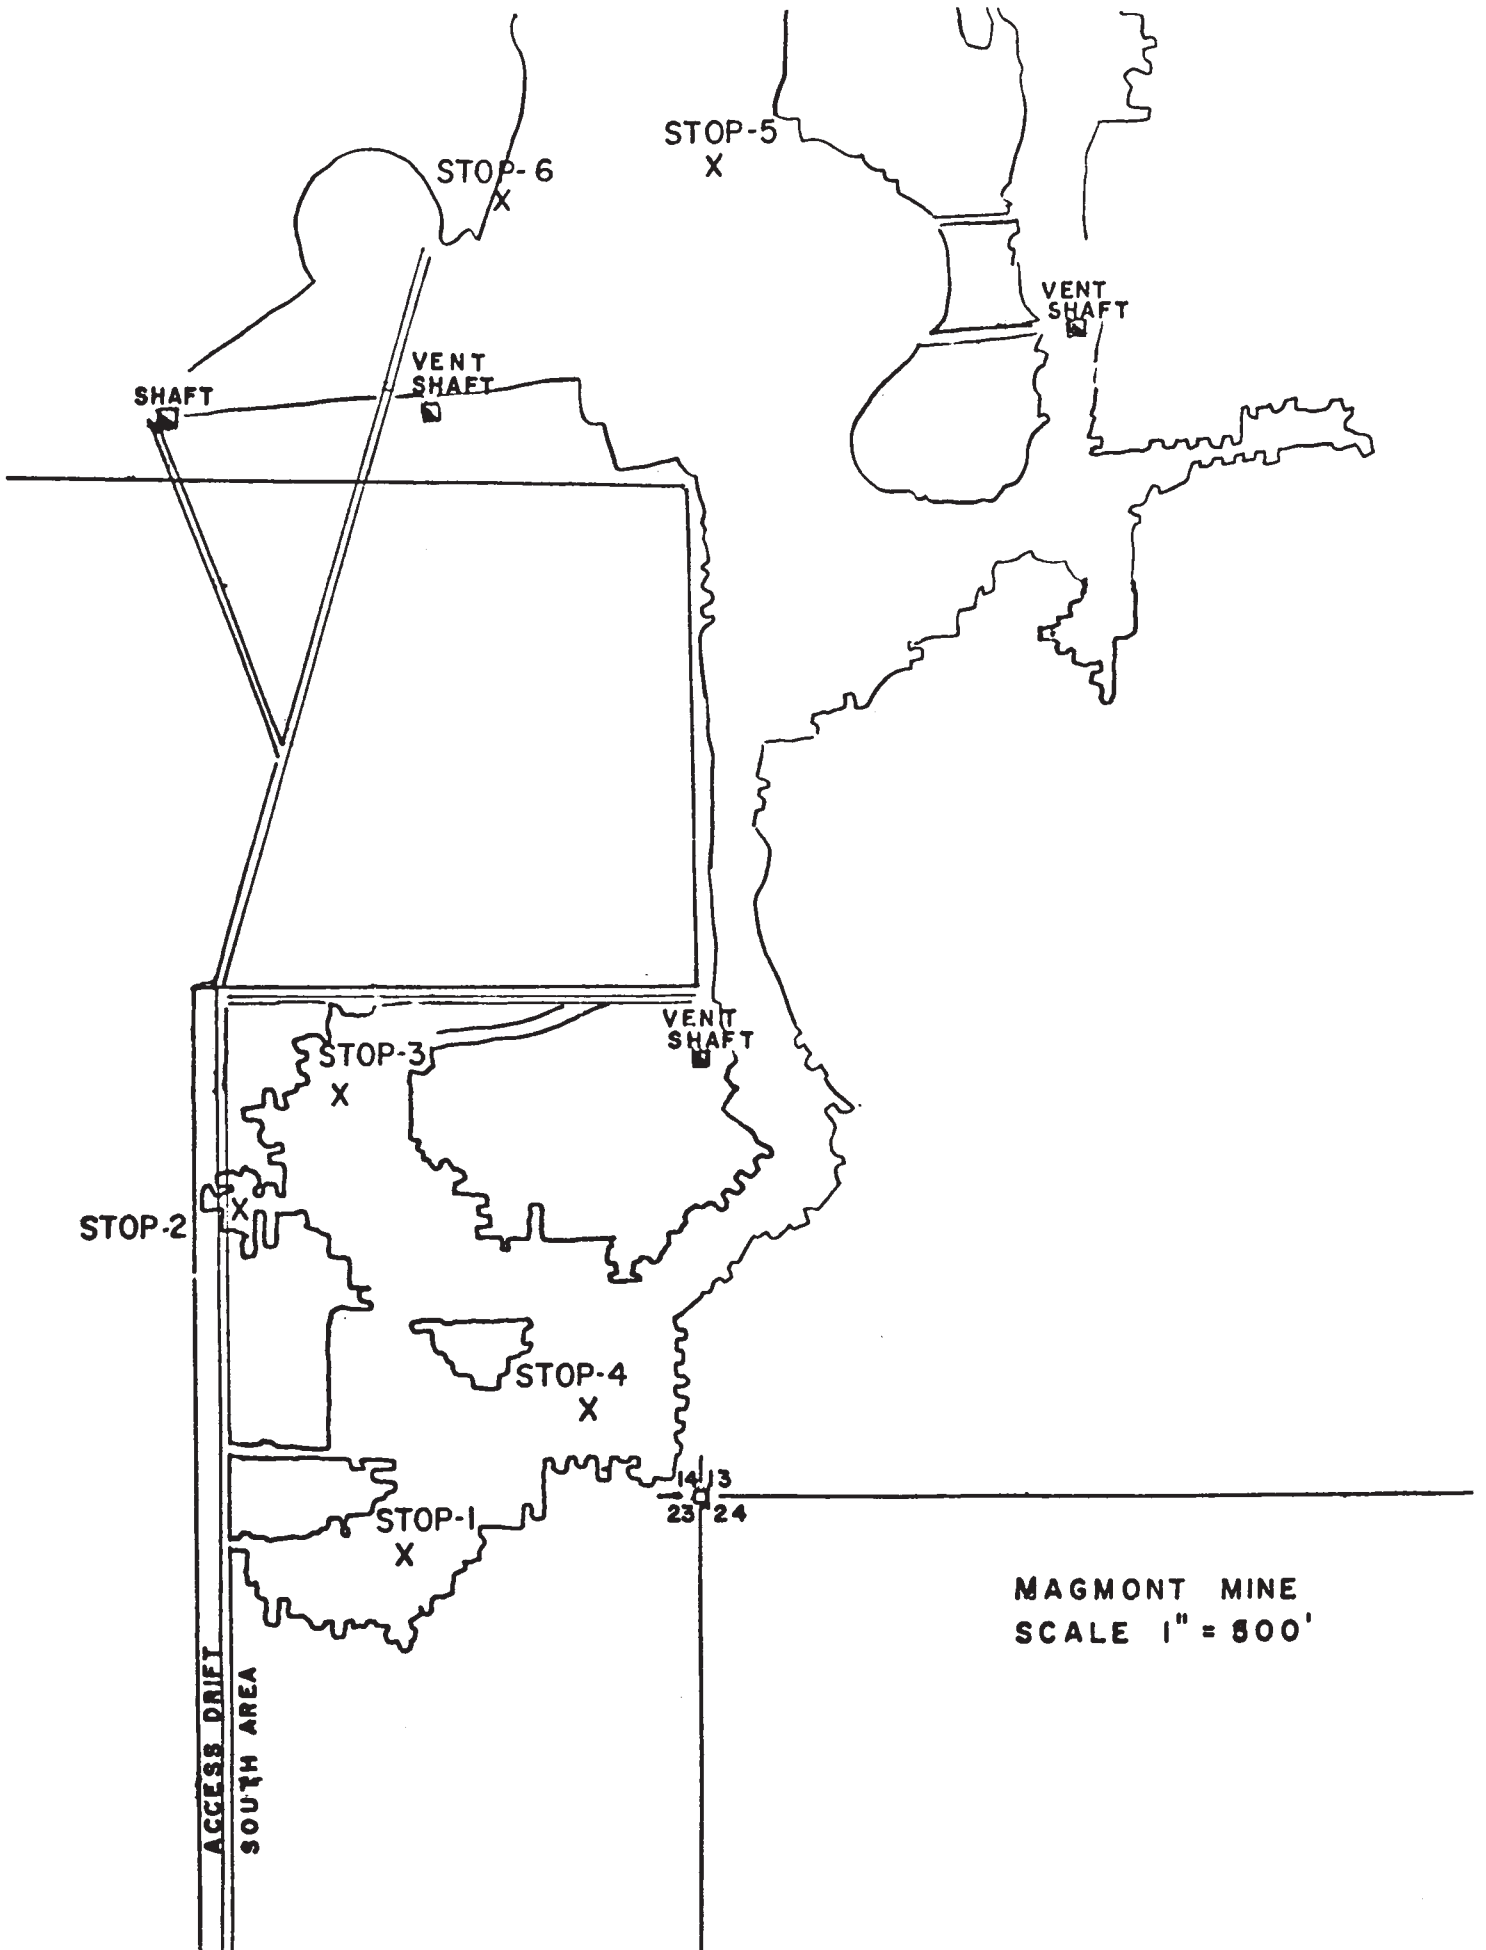 STOP-5
X
STOP-6
X
VENT
SHAFT
VENT
SHAFT
SHAFT
VENT
SHAFT
STOP-3
X
X
STOP-2
STOP-4
X
14 13
23 24
STOP-1
X
MAGMONT MINE
SCALE 1" = 500'
ACCESS DRIFT
SOUTH AREA